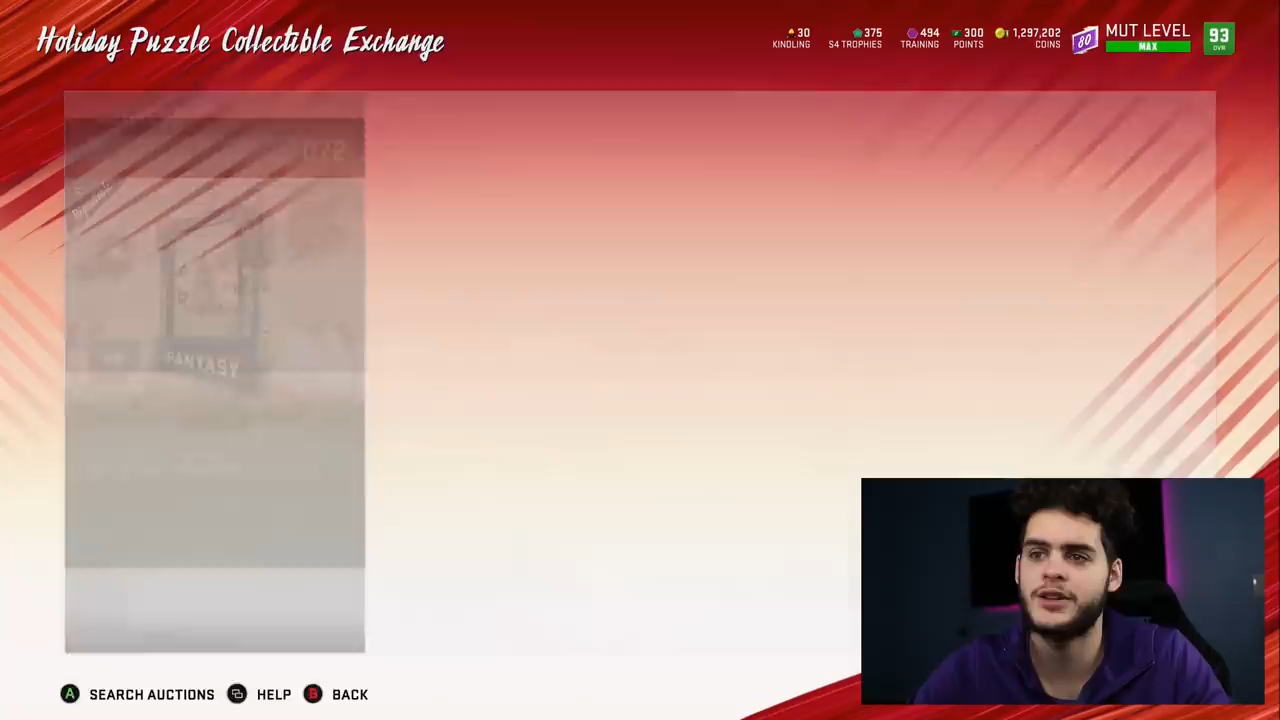 Holiday Puzzle Collectible Exchange
30 KINDLING
375 S4 TROPHIES
494 TRAINING
300 POINTS
1,297,202 COINS
80
MUT LEVEL
MAX
93 OVR
FANTASY
A SEARCH AUCTIONS
HELP
B BACK